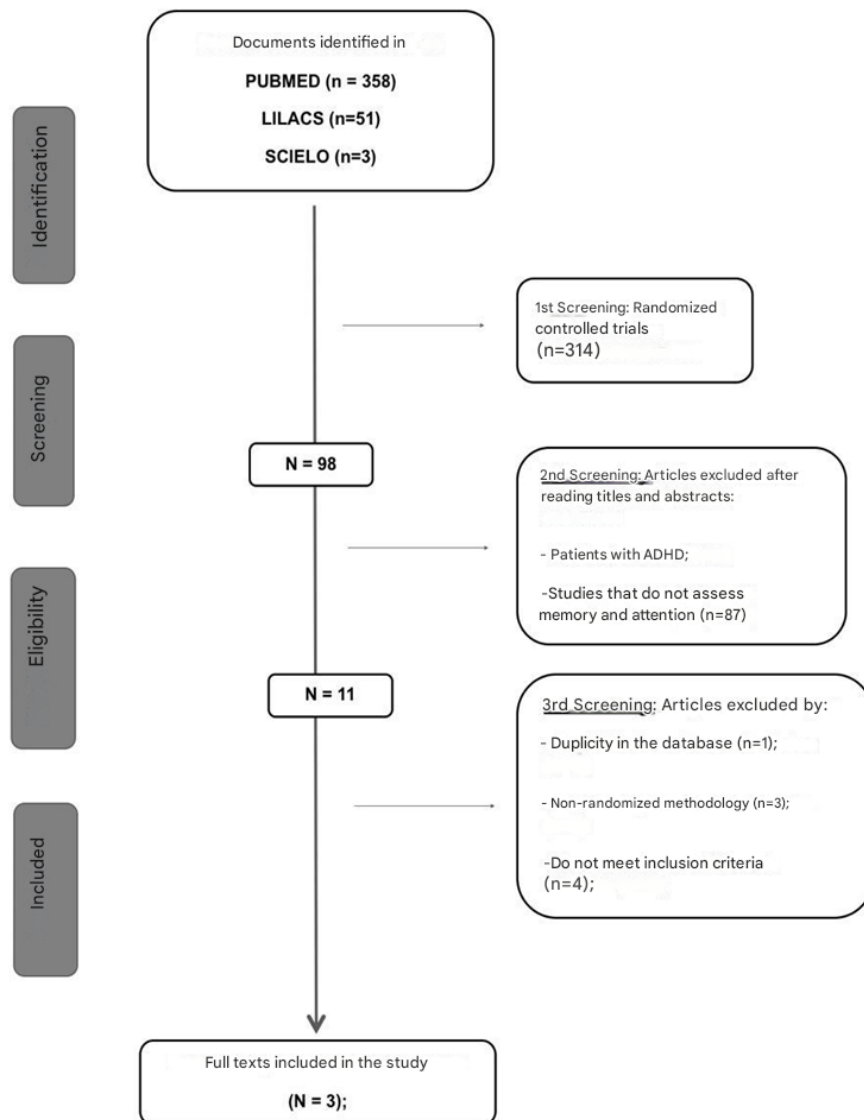 Documents identified in
PUBMED (n = 358)
LILACS (n=51)
SCIELO (n=3)
Identification
1st Screening: Randomized
controlled trials
(n=314)
Screening
N = 98
2nd Screening: Articles excluded after
reading titles and abstracts:
- Patients with ADHD;
-Studies that do not assess
memory and attention (n=87)
Eligibility
N = 11
3rd Screening: Articles excluded by:
- Duplicity in the database (n=1);
- Non-randomized methodology (n=3);
-Do not meet inclusion criteria
(n=4);
Included
Full texts included in the study
(N = 3);